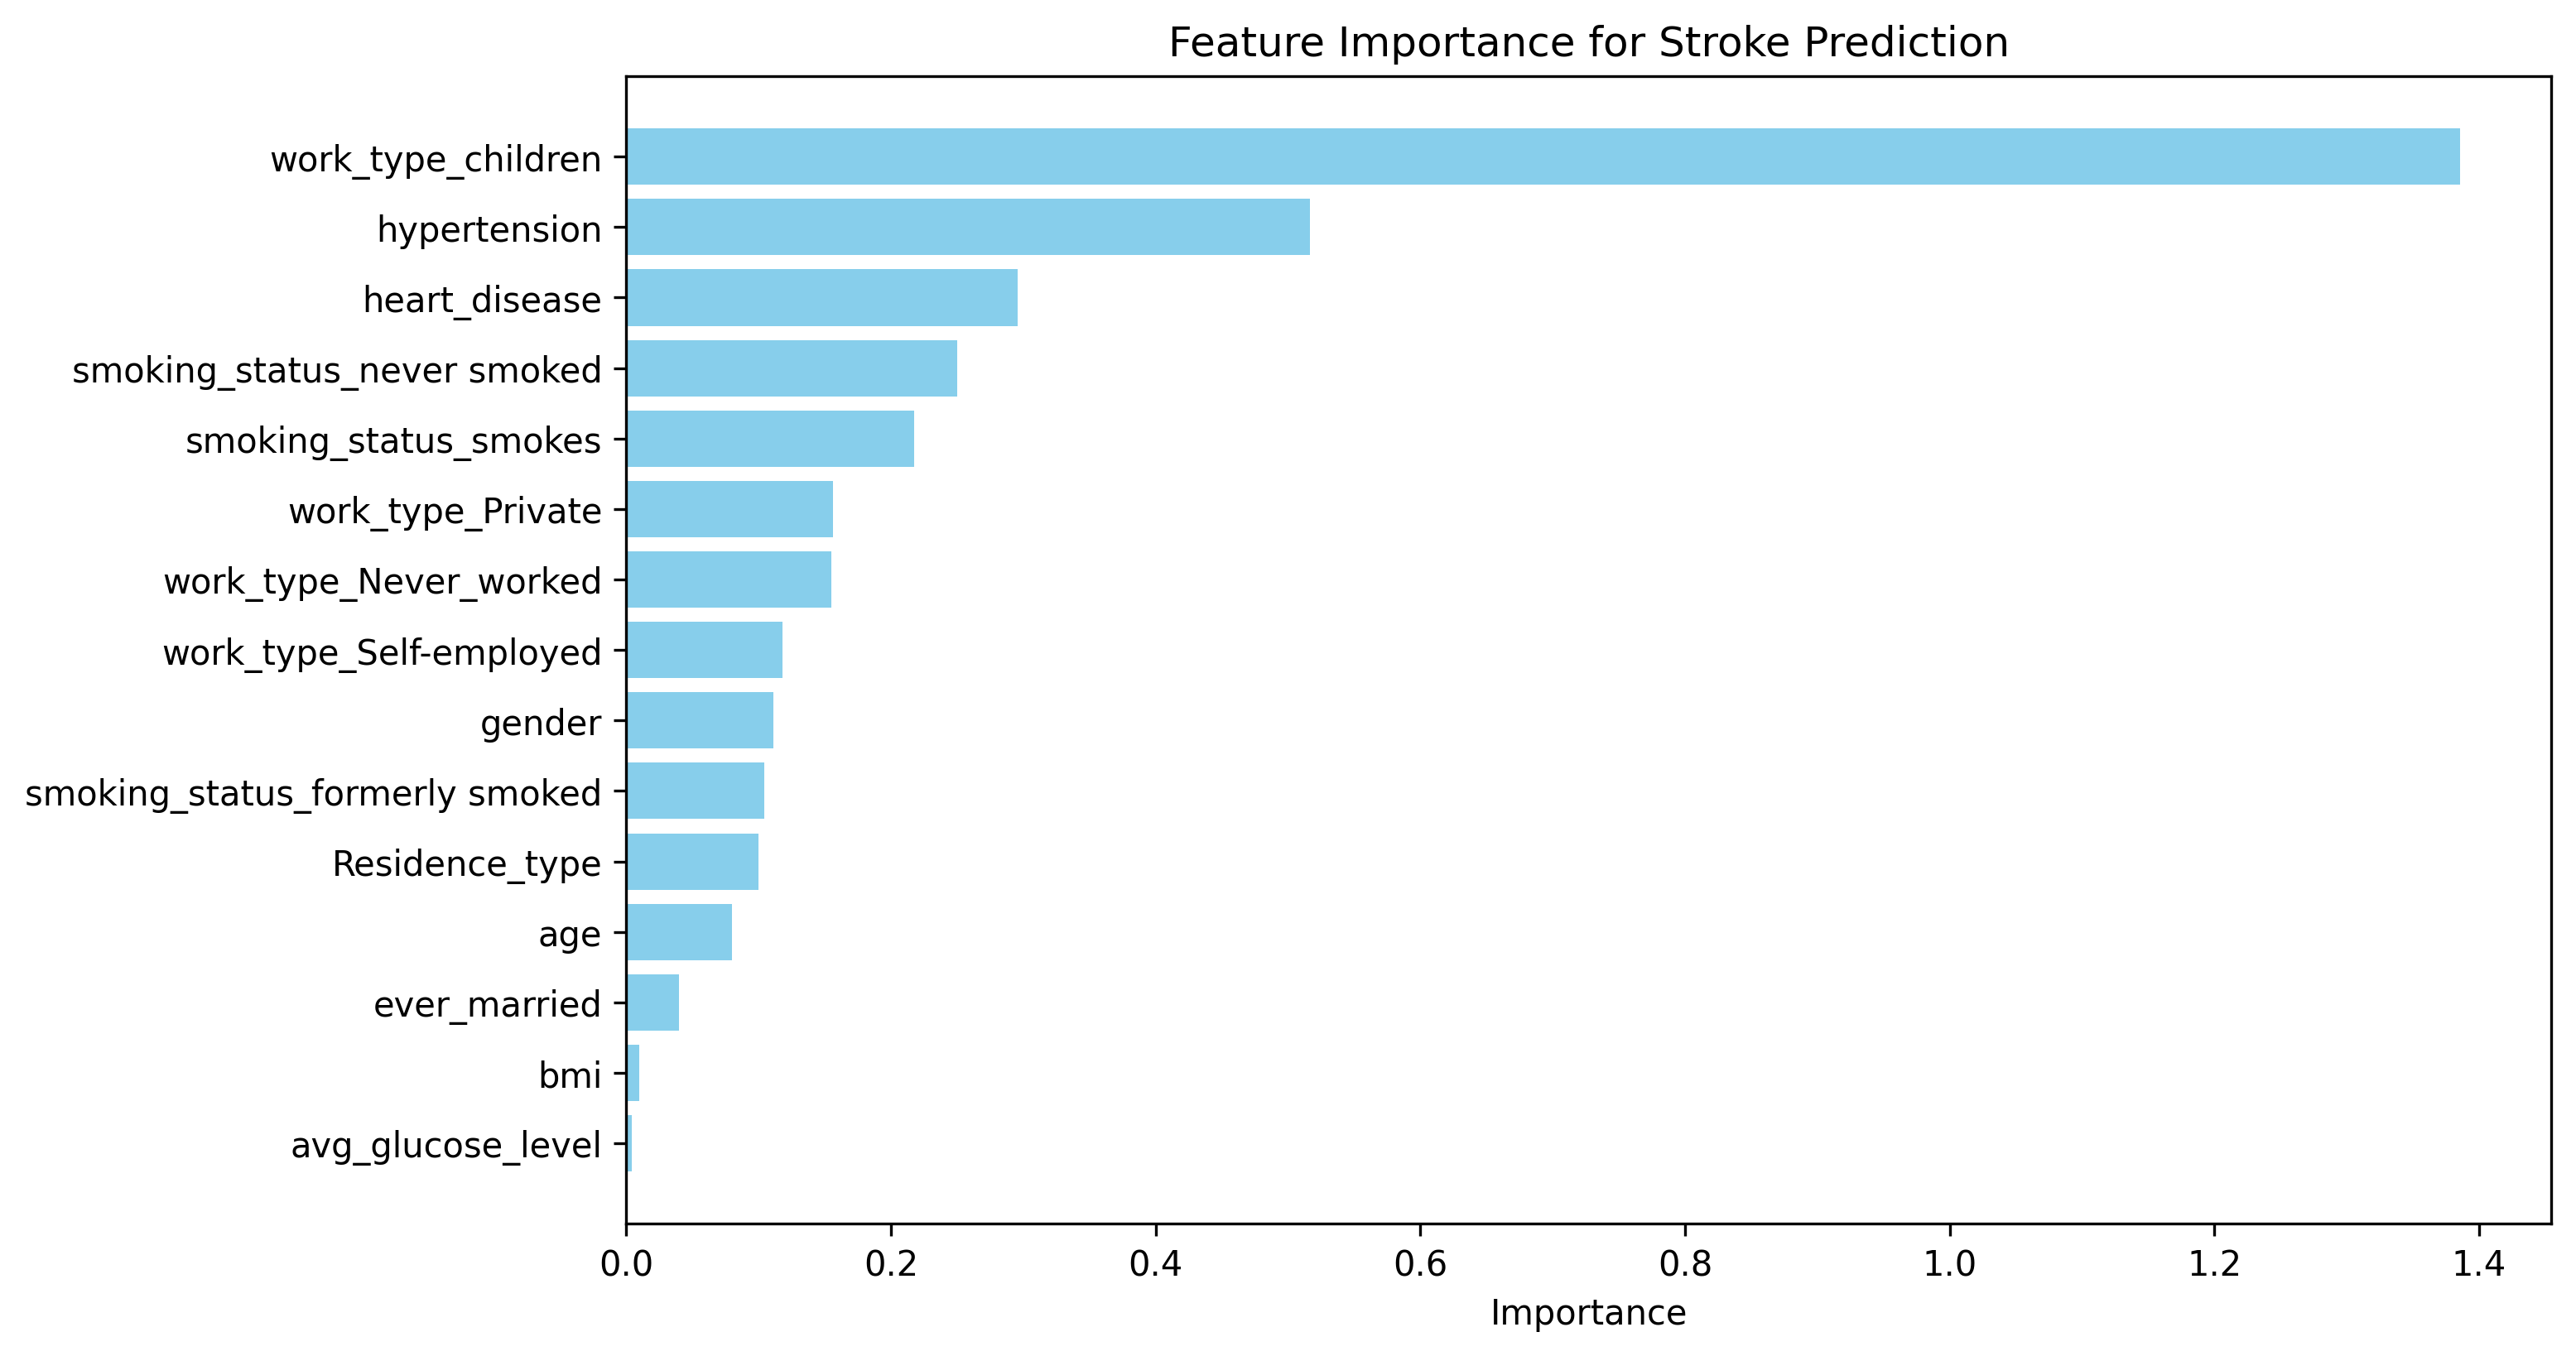 Feature Importance for Stroke Prediction
work_type_children
hypertension
heart_disease
smoking_status_never smoked
smoking_status_smokes
work_type_Private
work_type_Never_worked
work_type_Self-employed
gender
smoking_status_formerly smoked
Residence_type
age
ever_married
bmi
avg_glucose_level
0.0 0.2 0.4 0.6 0.8 1.0 1.2 1.4
Importance